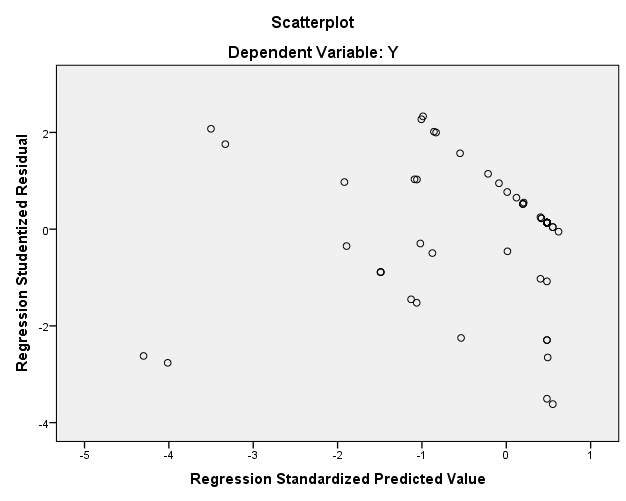 Scatterplot
Dependent Variable: Y
Regression Studentized Residual
2
0
-2
-4
-5 -4 -3 -2 -1 0 1
Regression Standardized Predicted Value